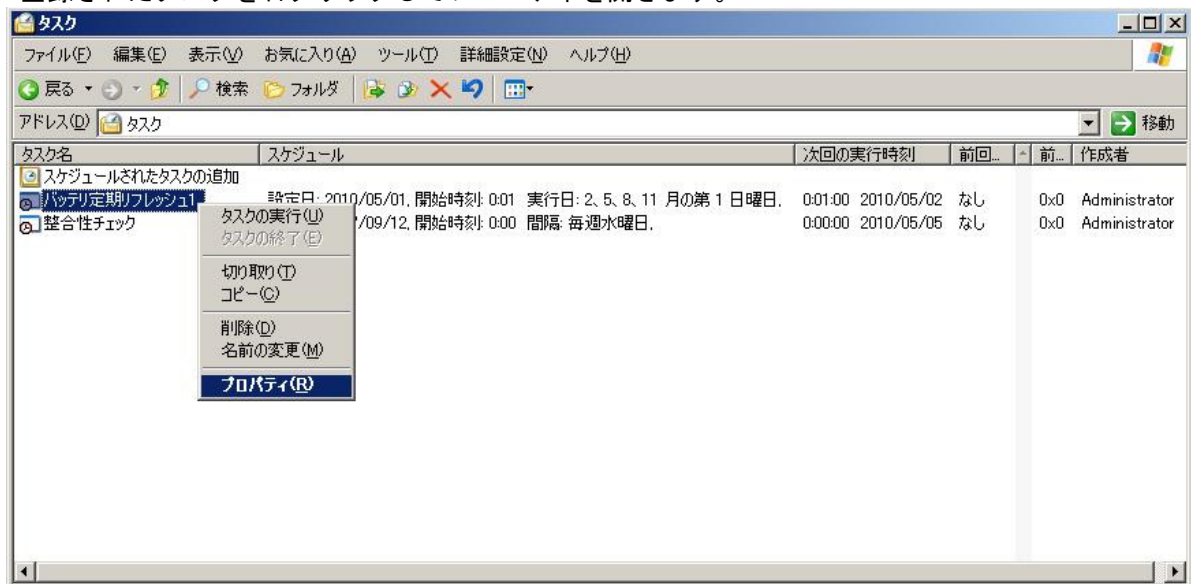 タスク
ファイル(F) 編集(E) 表示(V) お気に入り(A) ツール(T) 詳細設定(N) ヘルプ(H)
戻る 検索 フォルダ
アドレス(D) タスク 移動
タスク名 スケジュール 次回の実行時刻 前回... 前... 作成者
スケジュールされたタスクの追加
バッテリ定期リフレッシュ1 設定日: 2010/05/01, 開始時刻: 0:01 実行日: 2、5、8、11 月の第 1 日曜日, 0:01:00 2010/05/02 なし 0x0 Administrator
整合性チェック /09/12, 開始時刻: 0:00 間隔: 毎週水曜日, 0:00:00 2010/05/05 なし 0x0 Administrator
タスクの実行(U)
タスクの終了(E)
切り取り(T)
コピー(C)
削除(D)
名前の変更(M)
プロパティ(R)